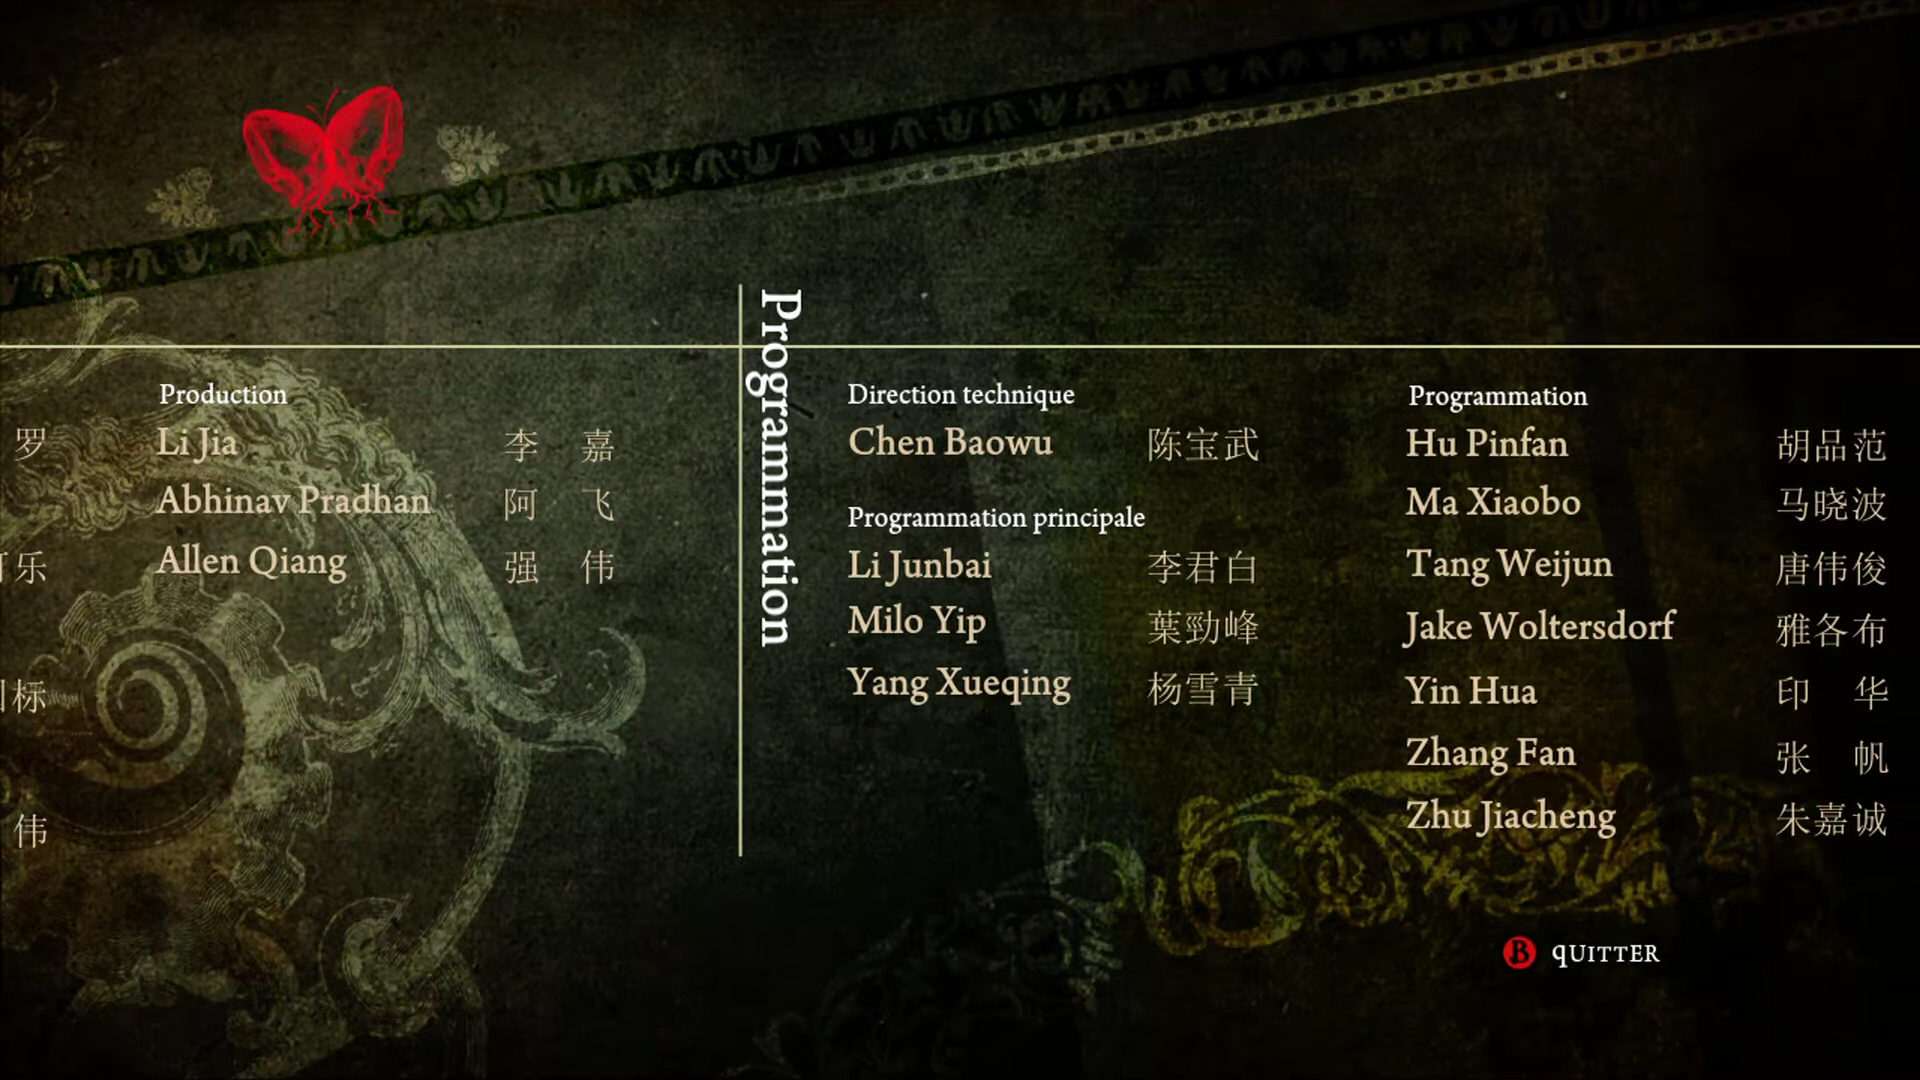 罗
乐
栎
伟
Production
Li Jia 李 嘉
Abhinav Pradhan 阿 飞
Allen Qiang 强 伟
Programmation
Direction technique
Chen Baowu 陈宝武
Programmation principale
Li Junbai 李君白
Milo Yip 葉勁峰
Yang Xueqing 杨雪青
Programmation
Hu Pinfan 胡品范
Ma Xiaobo 马晓波
Tang Weijun 唐伟俊
Jake Woltersdorf 雅各布
Yin Hua 印 华
Zhang Fan 张 帆
Zhu Jiacheng 朱嘉诚
B QUITTER